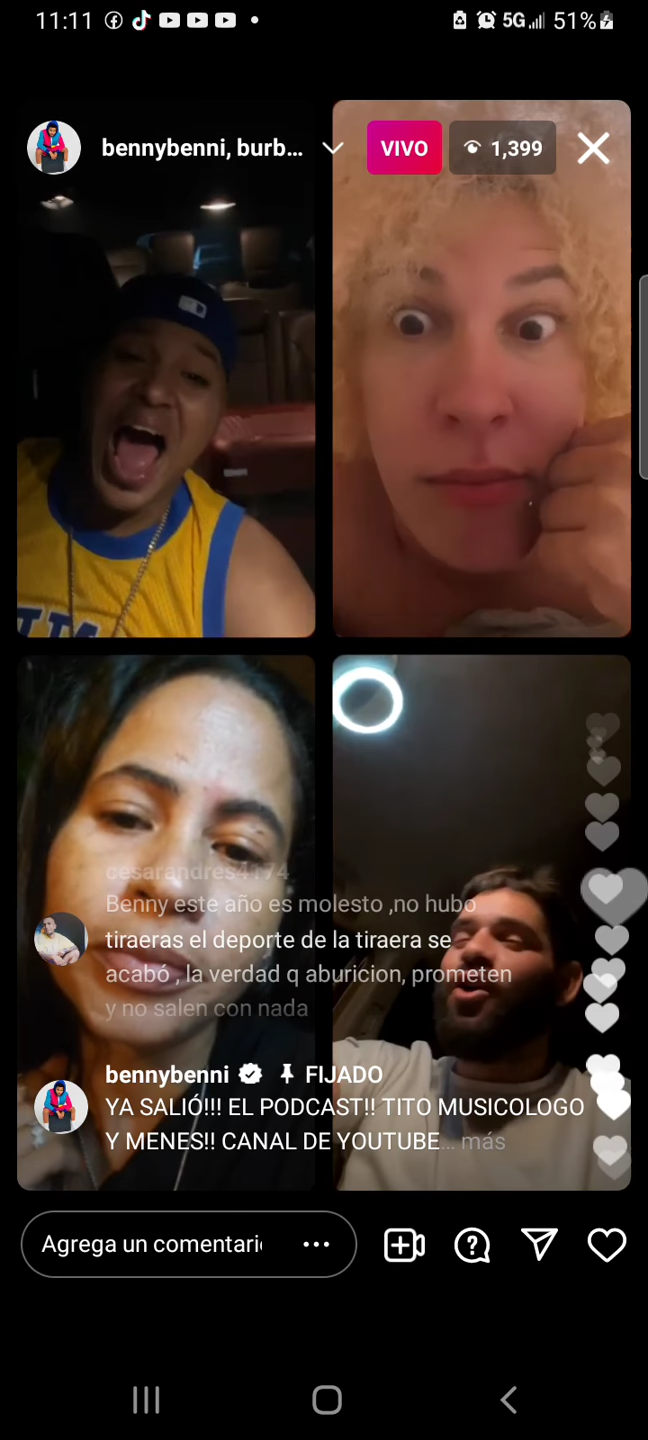 11:11 5G 51%
bennybenni, burb... VIVO 1,399
cesarandres4174
Benny este año es molesto ,no hubo
tiraeras el deporte de la tiraera se
acabó , la verdad q aburicion, prometen
y no salen con nada
bennybenni FIJADO
YA SALIÓ!!! EL PODCAST!! TITO MUSICOLOGO
Y MENES!! CANAL DE YOUTUBE... más
Agrega un comentari